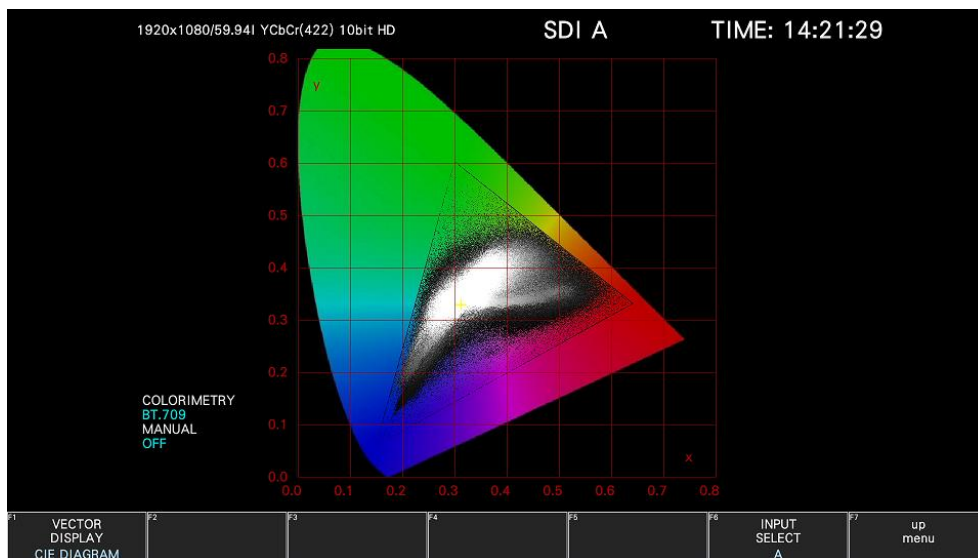 1920x1080/59.94I YCbCr(422) 10bit HD
SDI A
TIME: 14:21:29
0.8
y
0.7
0.6
0.5
0.4
0.3
0.2
0.1
0.0
x
0.0 0.1 0.2 0.3 0.4 0.5 0.6 0.7 0.8
COLORIMETRY
BT.709
MANUAL
OFF
F1 VECTOR
DISPLAY
CIE DIAGRAM
F2
F3
F4
F5
F6 INPUT
SELECT
A
F7 up
menu